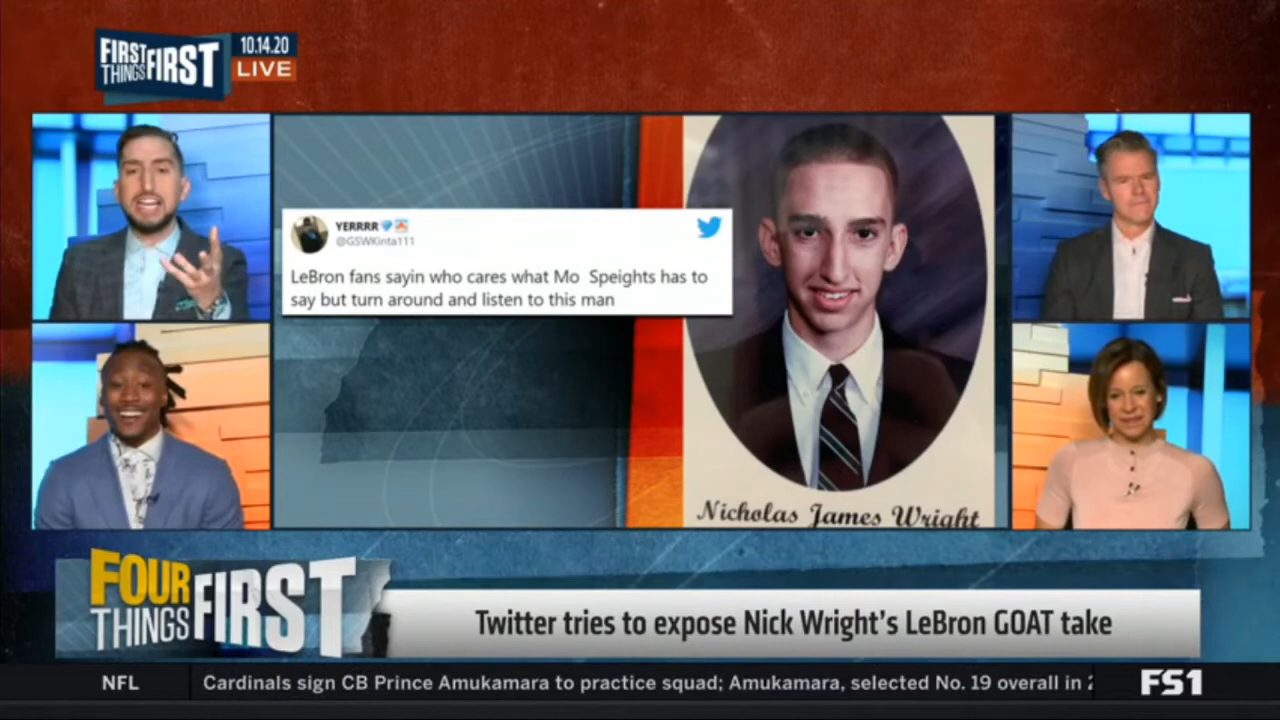 FIRST THINGS FIRST
10.14.20
LIVE
YERRRR
@GSWKinta111
LeBron fans sayin who cares what Mo Speights has to
say but turn around and listen to this man
Nicholas James Wright
FOUR THINGS FIRST
Twitter tries to expose Nick Wright's LeBron GOAT take
NFL
Cardinals sign CB Prince Amukamara to practice squad; Amukamara, selected No. 19 overall in
FS1